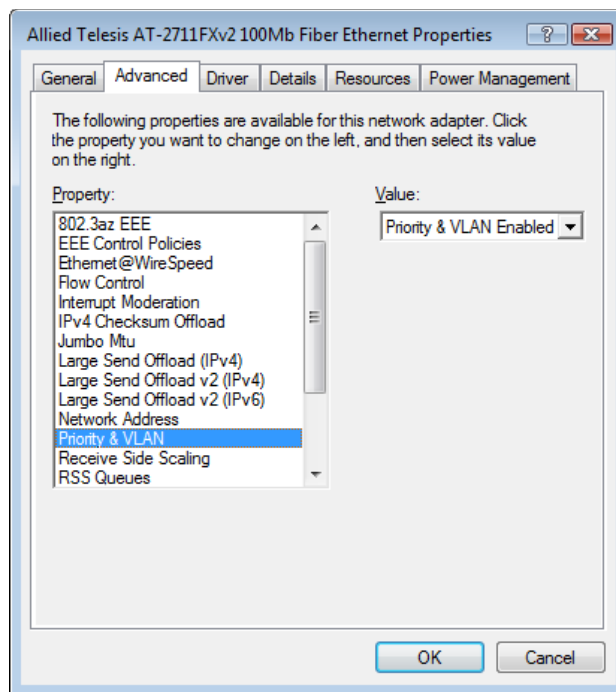 Allied Telesis AT-2711FXv2 100Mb Fiber Ethernet Properties
General Advanced Driver Details Resources Power Management
The following properties are available for this network adapter. Click
the property you want to change on the left, and then select its value
on the right.
Property:
802.3az EEE
EEE Control Policies
Ethernet@WireSpeed
Flow Control
Interrupt Moderation
IPv4 Checksum Offload
Jumbo Mtu
Large Send Offload (IPv4)
Large Send Offload v2 (IPv4)
Large Send Offload v2 (IPv6)
Network Address
Priority & VLAN
Receive Side Scaling
RSS Queues
Value:
Priority & VLAN Enabled
OK Cancel